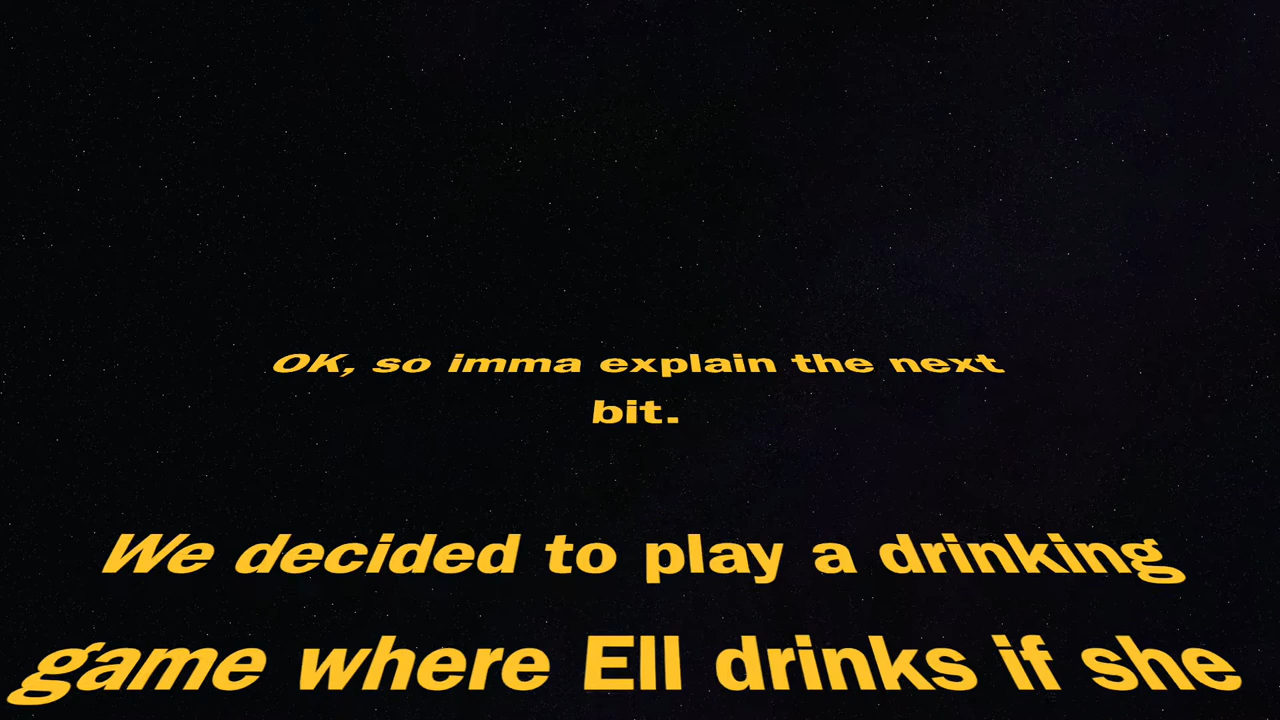 OK, so imma explain the next
bit.
We decided to play a drinking
game where Ell drinks if she